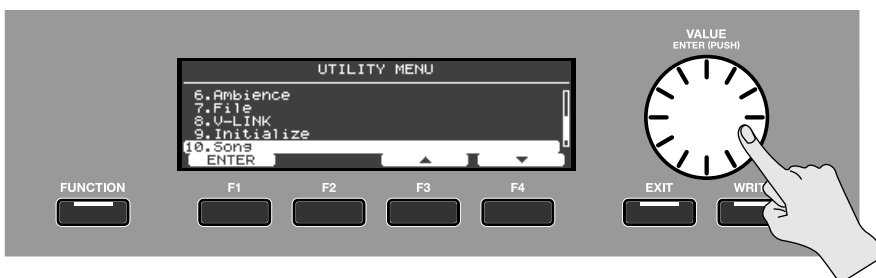 VALUE
ENTER (PUSH)
UTILITY MENU
6.Ambience
7.File
8.V-LINK
9.Initialize
10.Song
ENTER ▲ ▼
FUNCTION F1 F2 F3 F4 EXIT WRIT